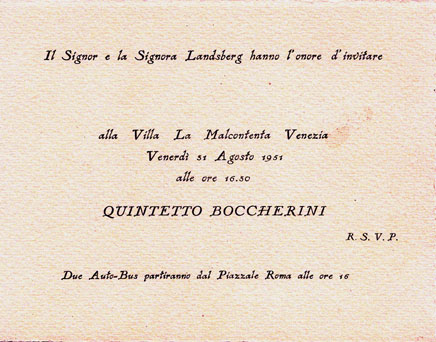 Il Signor e la Signora Landsberg hanno l'onore d'invitare
alla Villa La Malcontenta Venezia
Venerdì 31 Agosto 1951
alle ore 16.30
QUINTETTO BOCCHERINI
R. S. V. P.
Due Auto-Bus partiranno dal Piazzale Roma alle ore 16